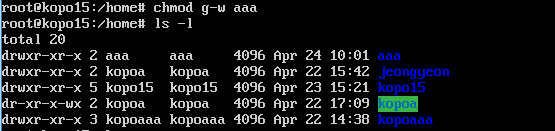 root@kopo15:/home# chmod g-w aaa
root@kopo15:/home# ls -l
total 20
drwxr-xr-x 2 aaa    aaa    4096 Apr 24 10:01 aaa
drwxr-xr-x 2 kopoa  kopoa  4096 Apr 22 15:42 jeongyeon
drwxr-xr-x 5 kopo15 kopo15 4096 Apr 23 15:21 kopo15
dr-xr-x-wx 2 kopoa  kopoa  4096 Apr 22 17:09 kopoa
drwxr-xr-x 3 kopoaaa kopoaaa 4096 Apr 22 14:38 kopoaaa